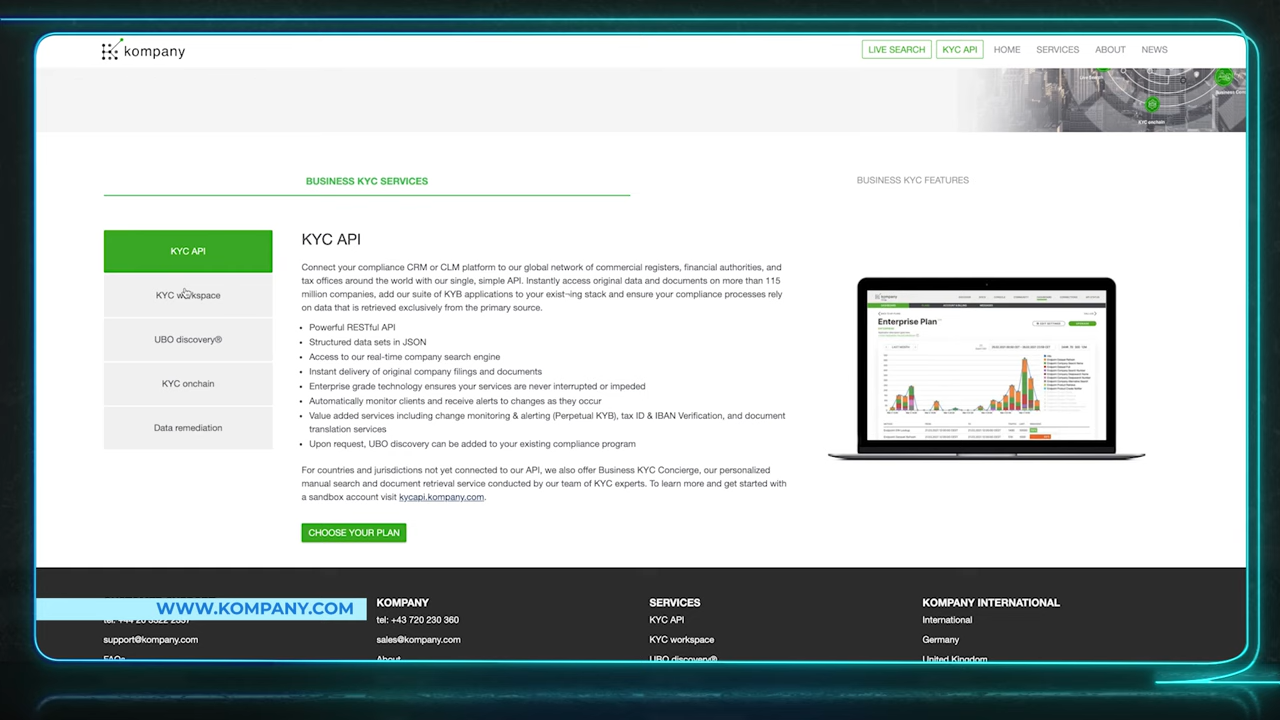 kompany
LIVE SEARCH KYC API HOME SERVICES ABOUT NEWS
KYC onchain
BUSINESS KYC SERVICES
BUSINESS KYC FEATURES
KYC API
KYC workspace
UBO discovery®
KYC onchain
Data remediation
KYC API
Connect your compliance CRM or CLM platform to our global network of commercial registers, financial authorities, and
tax offices around the world with our single, simple API. Instantly access original data and documents on more than 115
million companies, add our suite of KYB applications to your exist¬ing stack and ensure your compliance processes rely
on data that is retrieved exclusively from the primary source.
• Powerful RESTful API
• Structured data sets in JSON
• Access to our real-time company search engine
• Instant delivery of original company filings and documents
• Enterprise grade technology ensures your services are never interrupted or impeded
• Automatically monitor clients and receive alerts to changes as they occur
• Value added services including change monitoring & alerting (Perpetual KYB), tax ID & IBAN Verification, and document
translation services
• Upon request, UBO discovery can be added to your existing compliance program
For countries and jurisdictions not yet connected to our API, we also offer Business KYC Concierge, our personalized
manual search and document retrieval service conducted by our team of KYC experts. To learn more and get started with
a sandbox account visit kycapi.kompany.com.
CHOOSE YOUR PLAN
kompany
Enterprise Plan
WWW.KOMPANY.COM
support@kompany.com
FAQs
KOMPANY
tel: +43 720 230 360
sales@kompany.com
About
SERVICES
KYC API
KYC workspace
UBO discovery®
KOMPANY INTERNATIONAL
International
Germany
United Kingdom